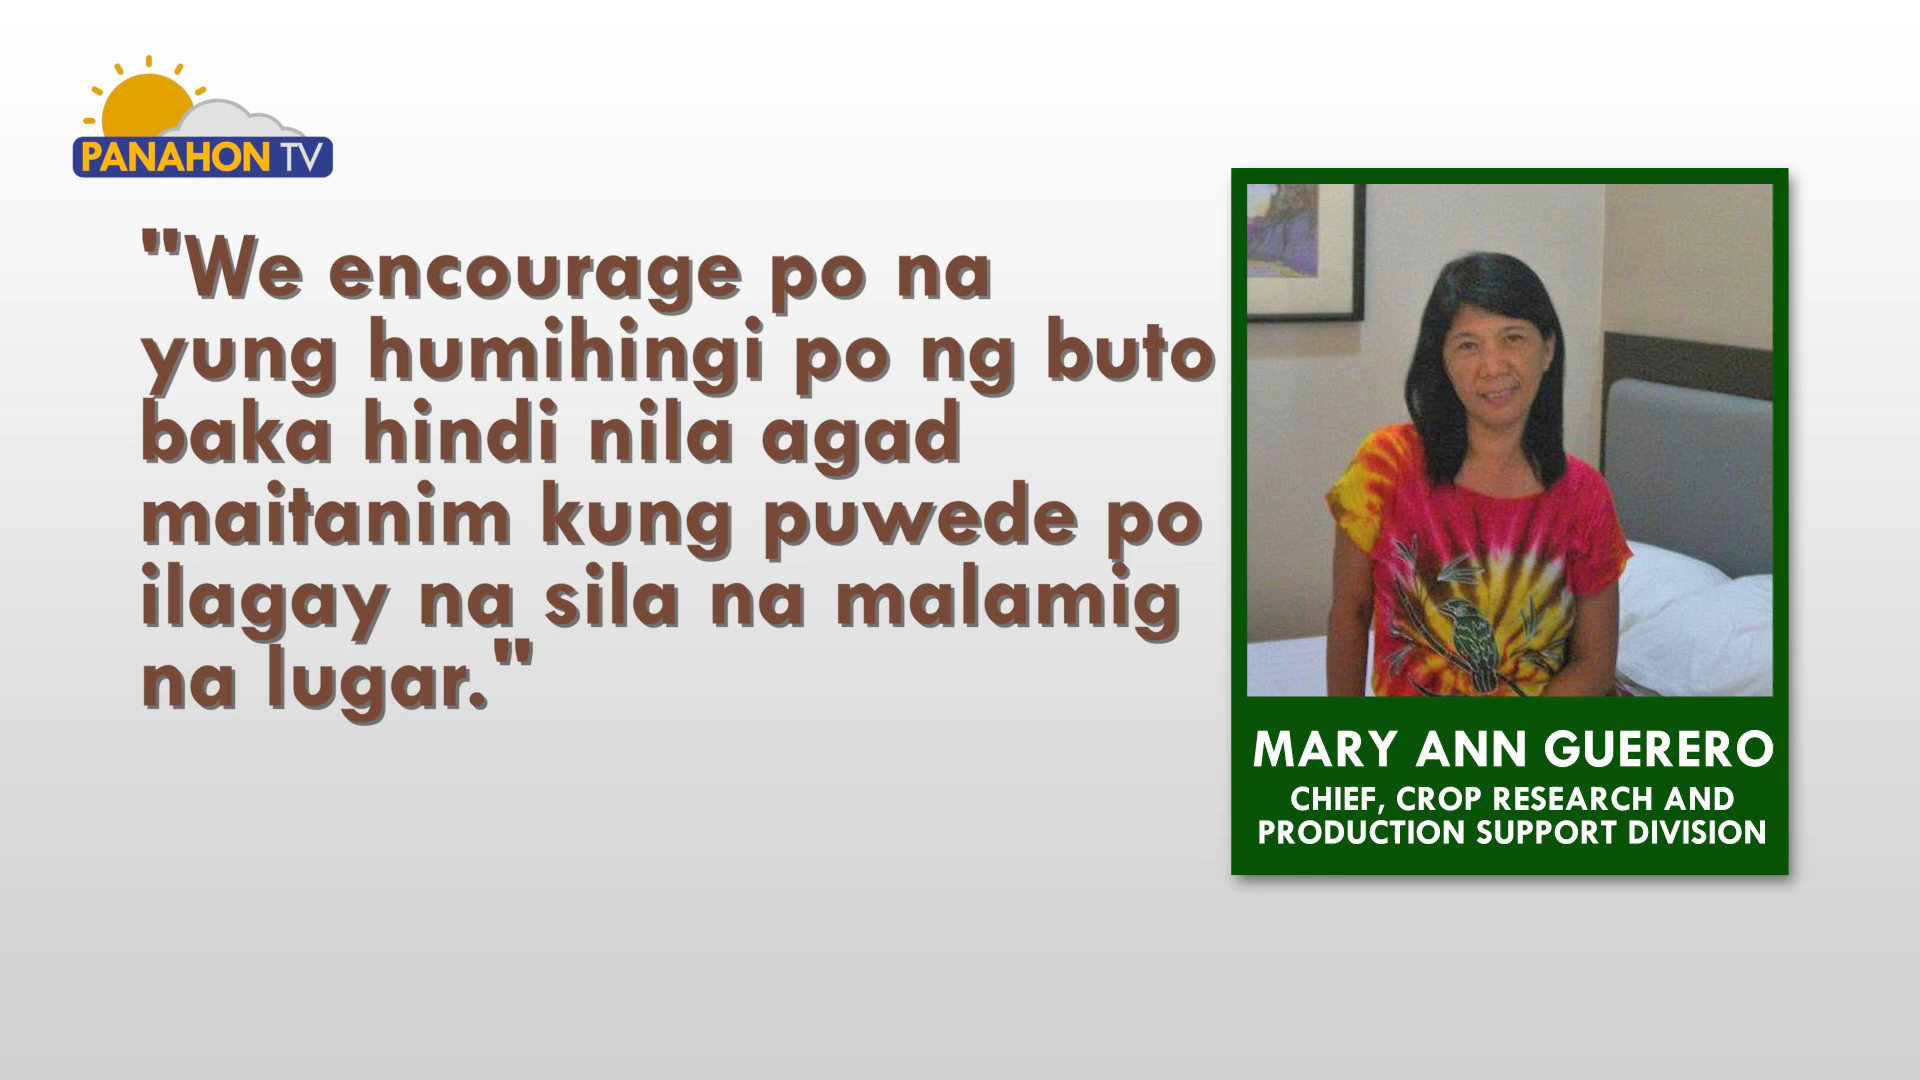 PANAHON TV
"We encourage po na
yung humihingi po ng buto
baka hindi nila agad
maitanim kung puwede po
ilagay na sila na malamig
na lugar."
MARY ANN GUERERO
CHIEF, CROP RESEARCH AND
PRODUCTION SUPPORT DIVISION